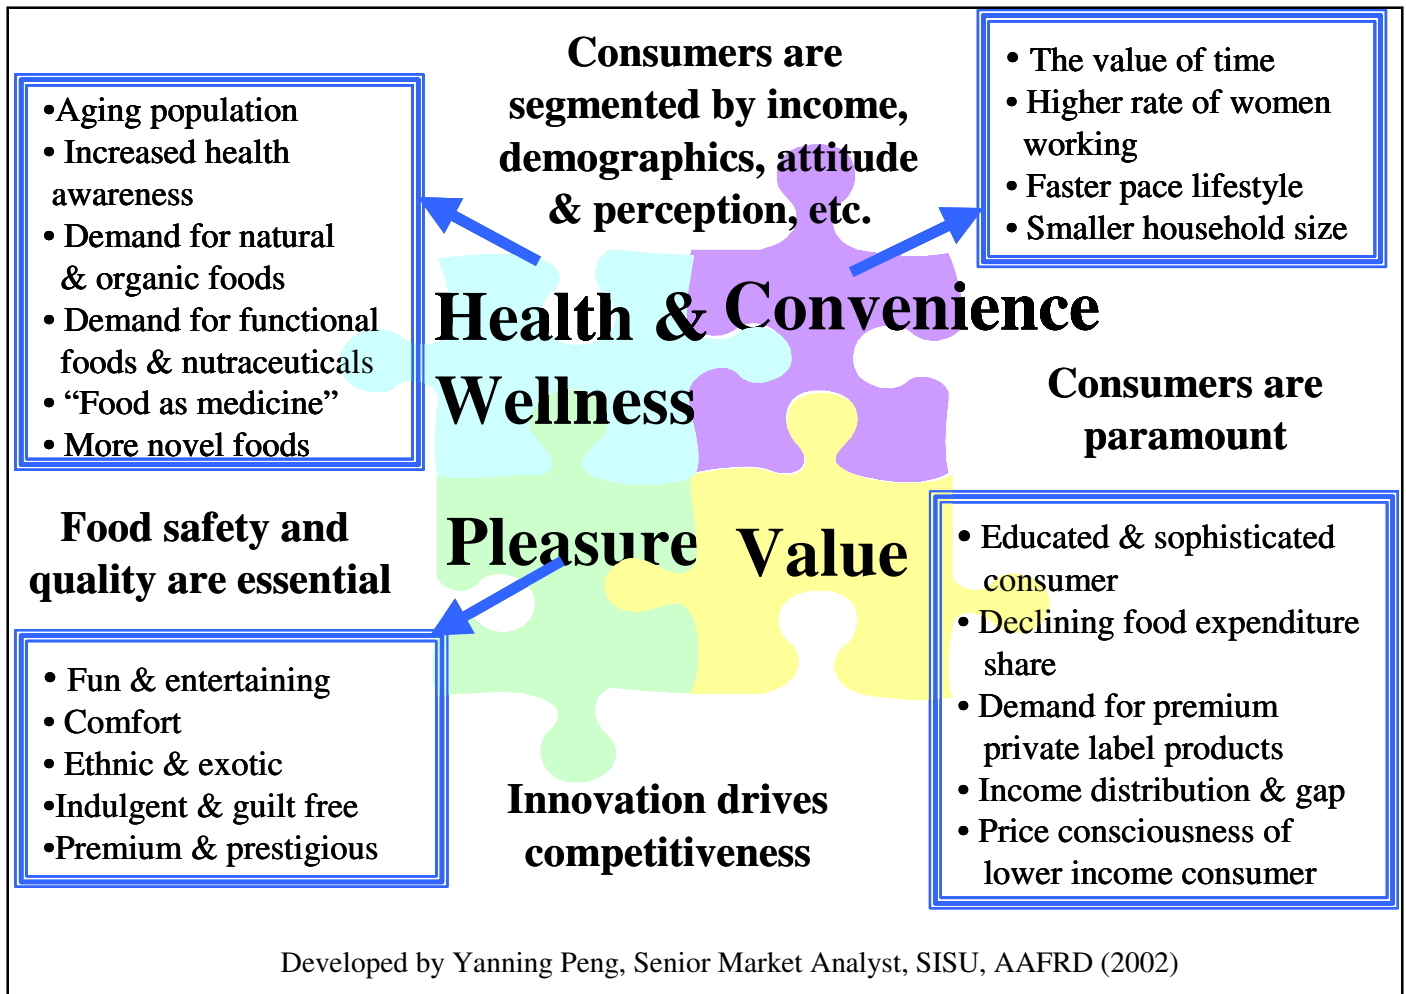 Consumers are
segmented by income,
demographics, attitude
& perception, etc.
•Aging population
• Increased health
awareness
• Demand for natural
& organic foods
• Demand for functional
foods & nutraceuticals
• “Food as medicine”
• More novel foods
• The value of time
• Higher rate of women
working
• Faster pace lifestyle
• Smaller household size
Health &
Wellness
Convenience
Consumers are
paramount
Food safety and
quality are essential
Pleasure
Value
• Fun & entertaining
• Comfort
• Ethnic & exotic
•Indulgent & guilt free
•Premium & prestigious
• Educated & sophisticated
consumer
• Declining food expenditure
share
• Demand for premium
private label products
• Income distribution & gap
• Price consciousness of
lower income consumer
Innovation drives
competitiveness
Developed by Yanning Peng, Senior Market Analyst, SISU, AAFRD (2002)